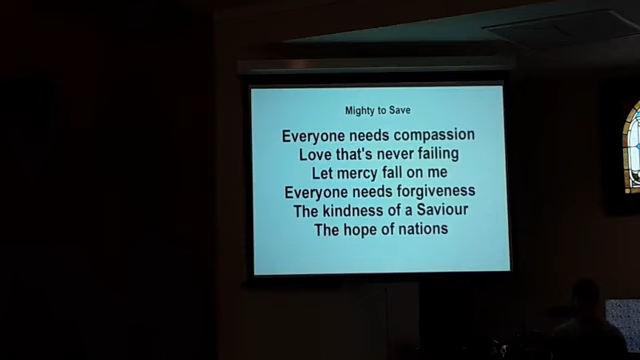 Mighty to Save
Everyone needs compassion
Love that's never failing
Let mercy fall on me
Everyone needs forgiveness
The kindness of a Saviour
The hope of nations